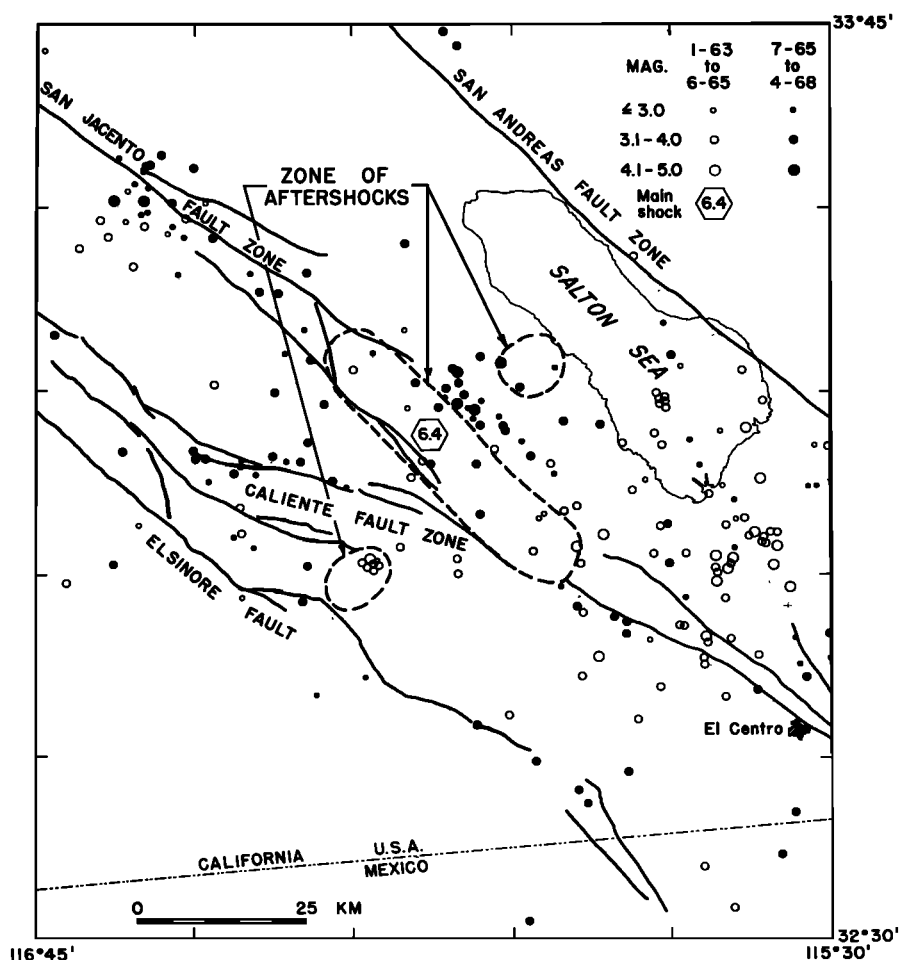 33°45'
MAG.
1-63 to 6-65
7-65 to 4-68
≤ 3.0
3.1-4.0
4.1-5.0
Main shock
6.4
SAN ANDREAS FAULT ZONE
SAN JACENTO FAULT ZONE
ZONE OF
AFTERSHOCKS
SALTON SEA
6.4
CALIENTE FAULT ZONE
ELSINORE FAULT
El Centro
CALIFORNIA
U.S.A.
MEXICO
0 25 KM
116°45'
32°30'
115°30'